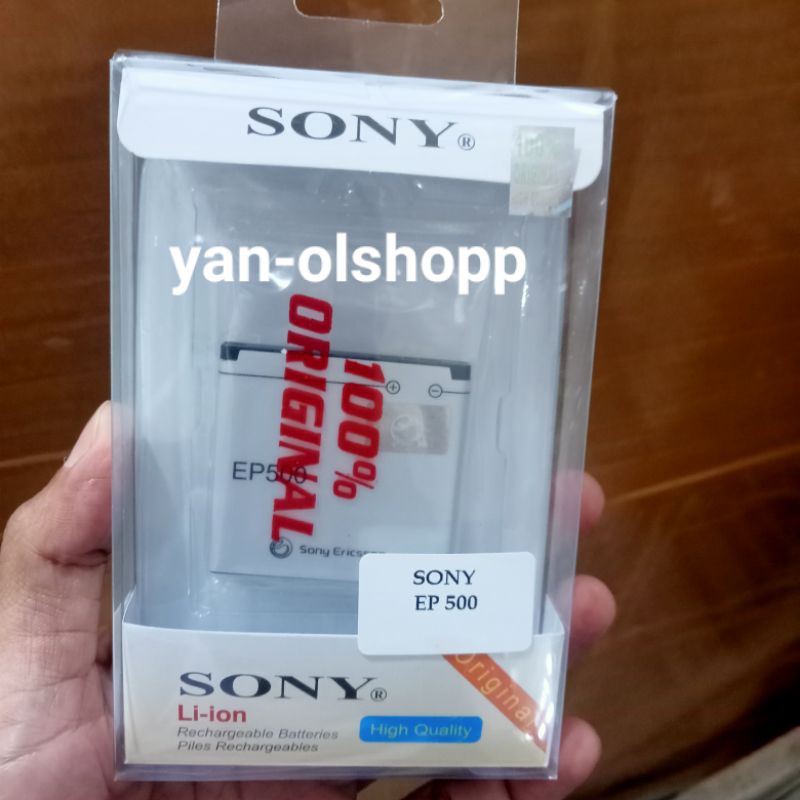 SONY®
yan-olshopp
100%
ORIGINAL
+ −
EP500
Sony Ericsson
SONY
EP 500
Original
SONY®
Li-ion
Rechargeable Batteries
Piles Rechargeables
High Quality